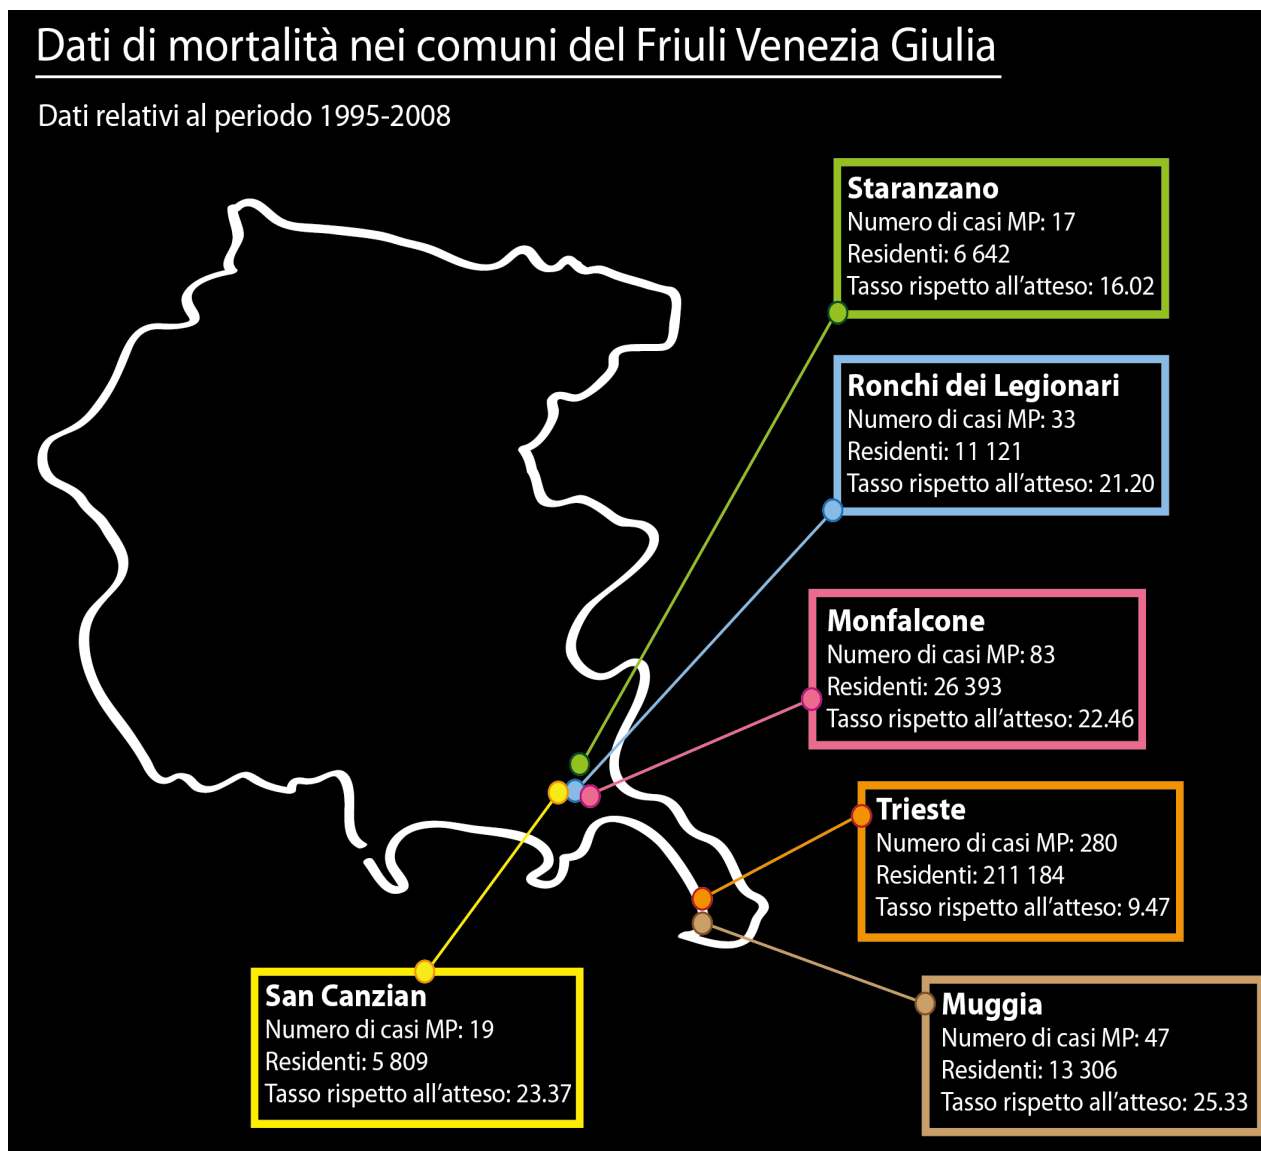 Dati di mortalità nei comuni del Friuli Venezia Giulia
Dati relativi al periodo 1995-2008
Staranzano
Numero di casi MP: 17
Residenti: 6 642
Tasso rispetto all’atteso: 16.02
Ronchi dei Legionari
Numero di casi MP: 33
Residenti: 11 121
Tasso rispetto all’atteso: 21.20
Monfalcone
Numero di casi MP: 83
Residenti: 26 393
Tasso rispetto all’atteso: 22.46
Trieste
Numero di casi MP: 280
Residenti: 211 184
Tasso rispetto all’atteso: 9.47
San Canzian
Numero di casi MP: 19
Residenti: 5 809
Tasso rispetto all’atteso: 23.37
Muggia
Numero di casi MP: 47
Residenti: 13 306
Tasso rispetto all’atteso: 25.33